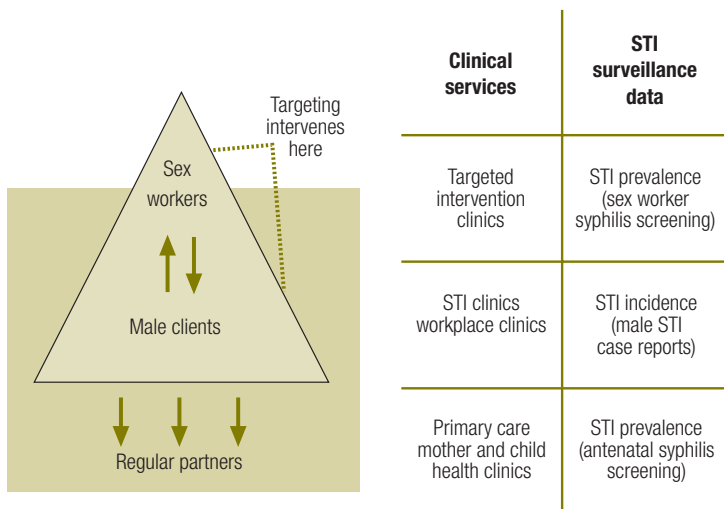 Targeting
intervenes
here
Sex
workers
Male clients
Regular partners
Clinical
services
STI
surveillance
data
Targeted
intervention
clinics
STI prevalence
(sex worker
syphilis screening)
STI clinics
workplace clinics
STI incidence
(male STI
case reports)
Primary care
mother and child
health clinics
STI prevalence
(antenatal syphilis
screening)